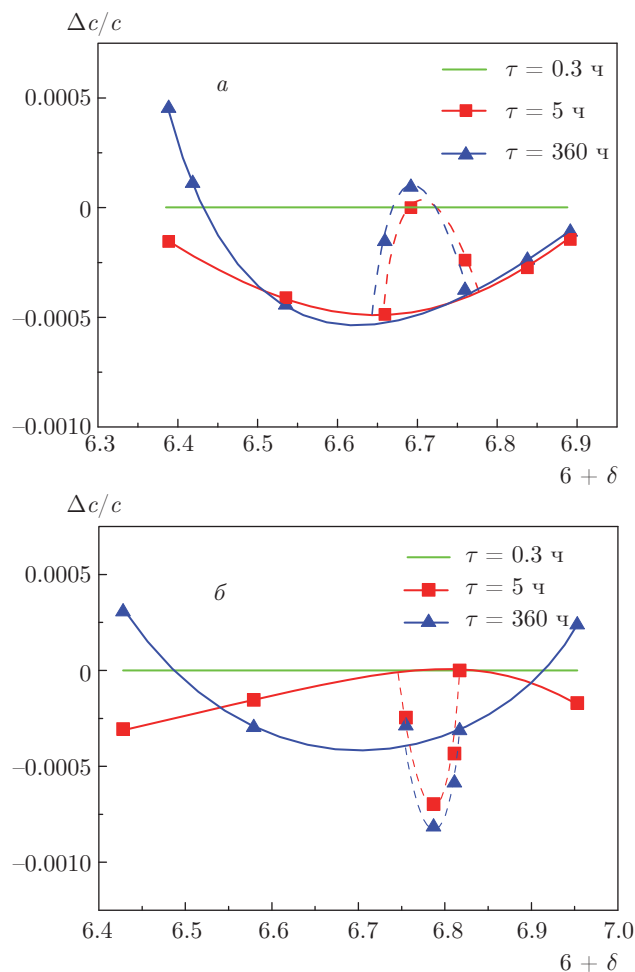 Δc/c
а
τ = 0.3 ч
τ = 5 ч
τ = 360 ч
0.0005
0
−0.0005
−0.0010
6.3 6.4 6.5 6.6 6.7 6.8 6.9
6 + δ
Δc/c
б
τ = 0.3 ч
τ = 5 ч
τ = 360 ч
0.0005
0
−0.0005
−0.0010
6.4 6.5 6.6 6.7 6.8 6.9 7.0
6 + δ